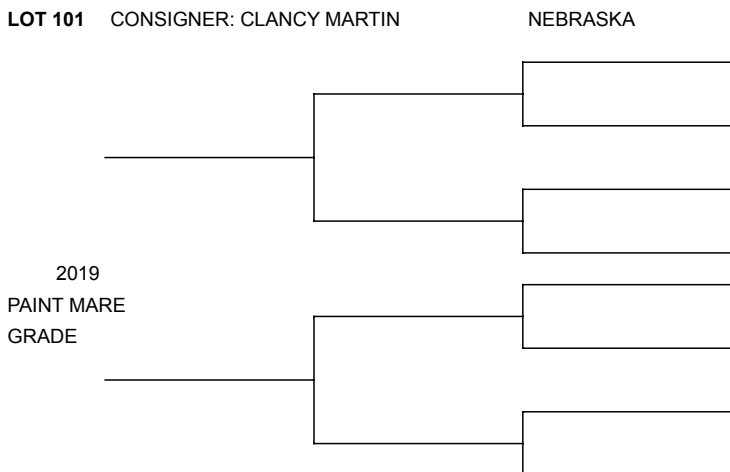 LOT 101 CONSIGNER: CLANCY MARTIN NEBRASKA
2019
PAINT MARE
GRADE